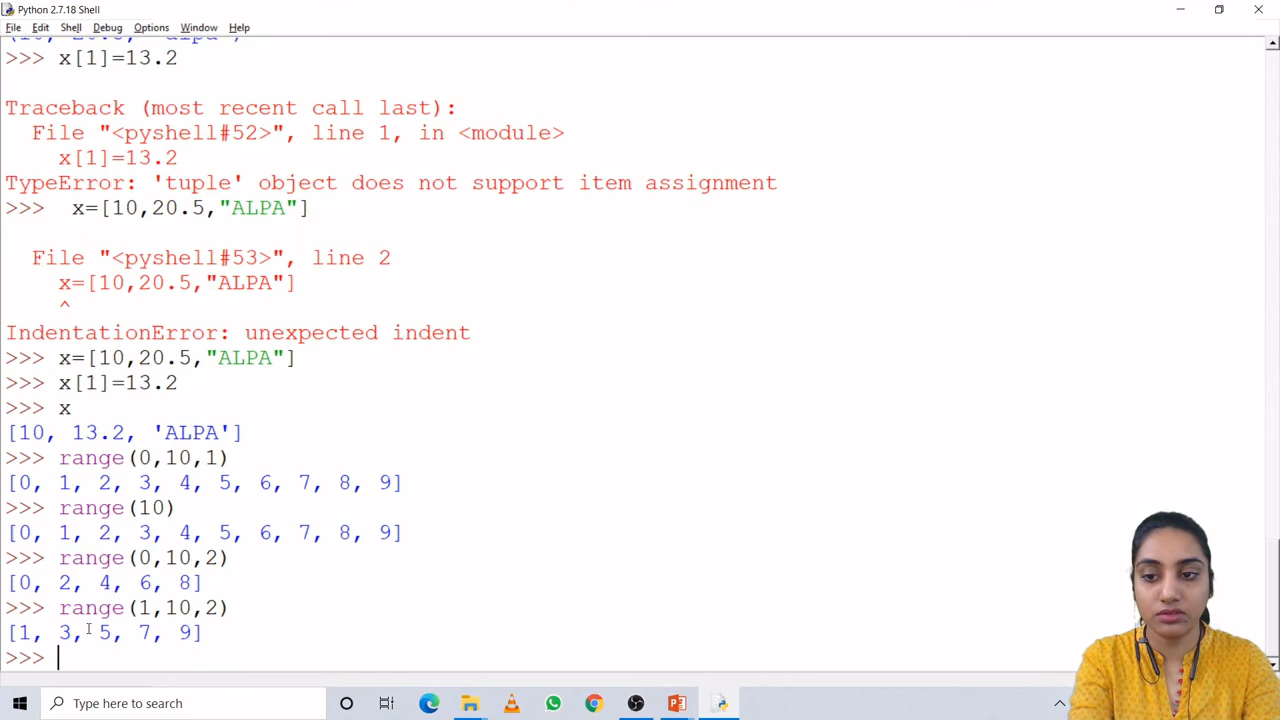 Python 2.7.18 Shell
File Edit Shell Debug Options Window Help
>>> x[1]=13.2
Traceback (most recent call last):
File "<pyshell#52>", line 1, in <module>
x[1]=13.2
TypeError: 'tuple' object does not support item assignment
>>>  x=[10,20.5,"ALPA"]
File "<pyshell#53>", line 2
x=[10,20.5,"ALPA"]
^
IndentationError: unexpected indent
>>> x=[10,20.5,"ALPA"]
>>> x[1]=13.2
>>> x
[10, 13.2, 'ALPA']
>>> range(0,10,1)
[0, 1, 2, 3, 4, 5, 6, 7, 8, 9]
>>> range(10)
[0, 1, 2, 3, 4, 5, 6, 7, 8, 9]
>>> range(0,10,2)
[0, 2, 4, 6, 8]
>>> range(1,10,2)
[1, 3, 5, 7, 9]
>>>
Type here to search